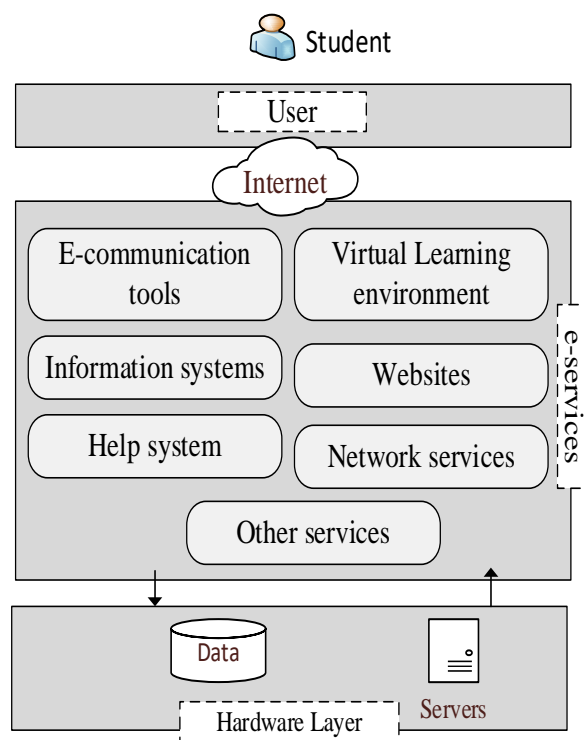 Student
User
Internet
E-communication
tools
Virtual Learning
environment
Information systems
Websites
Help system
Network services
Other services
e-services
Data
Servers
Hardware Layer